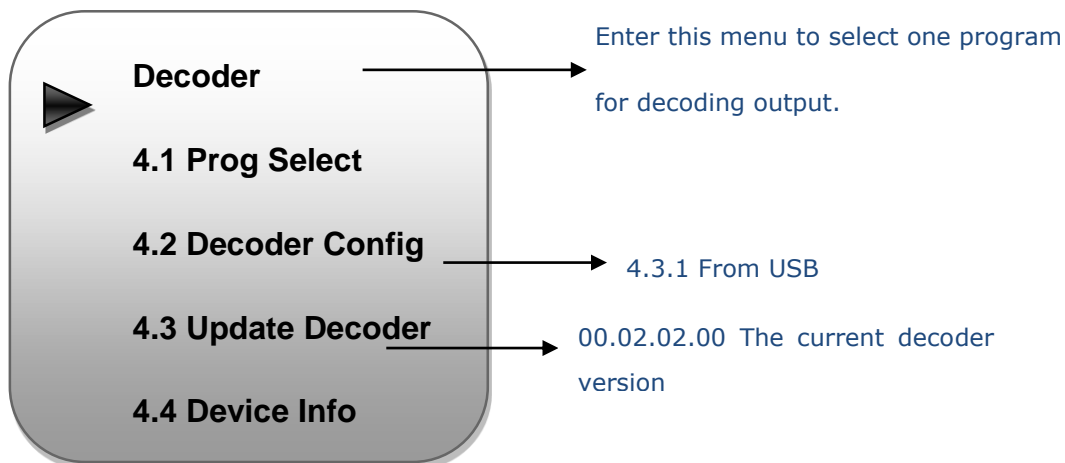 Decoder
4.1 Prog Select
4.2 Decoder Config
4.3 Update Decoder
4.4 Device Info
Enter this menu to select one program
for decoding output.
4.3.1 From USB
00.02.02.00 The current decoder
version